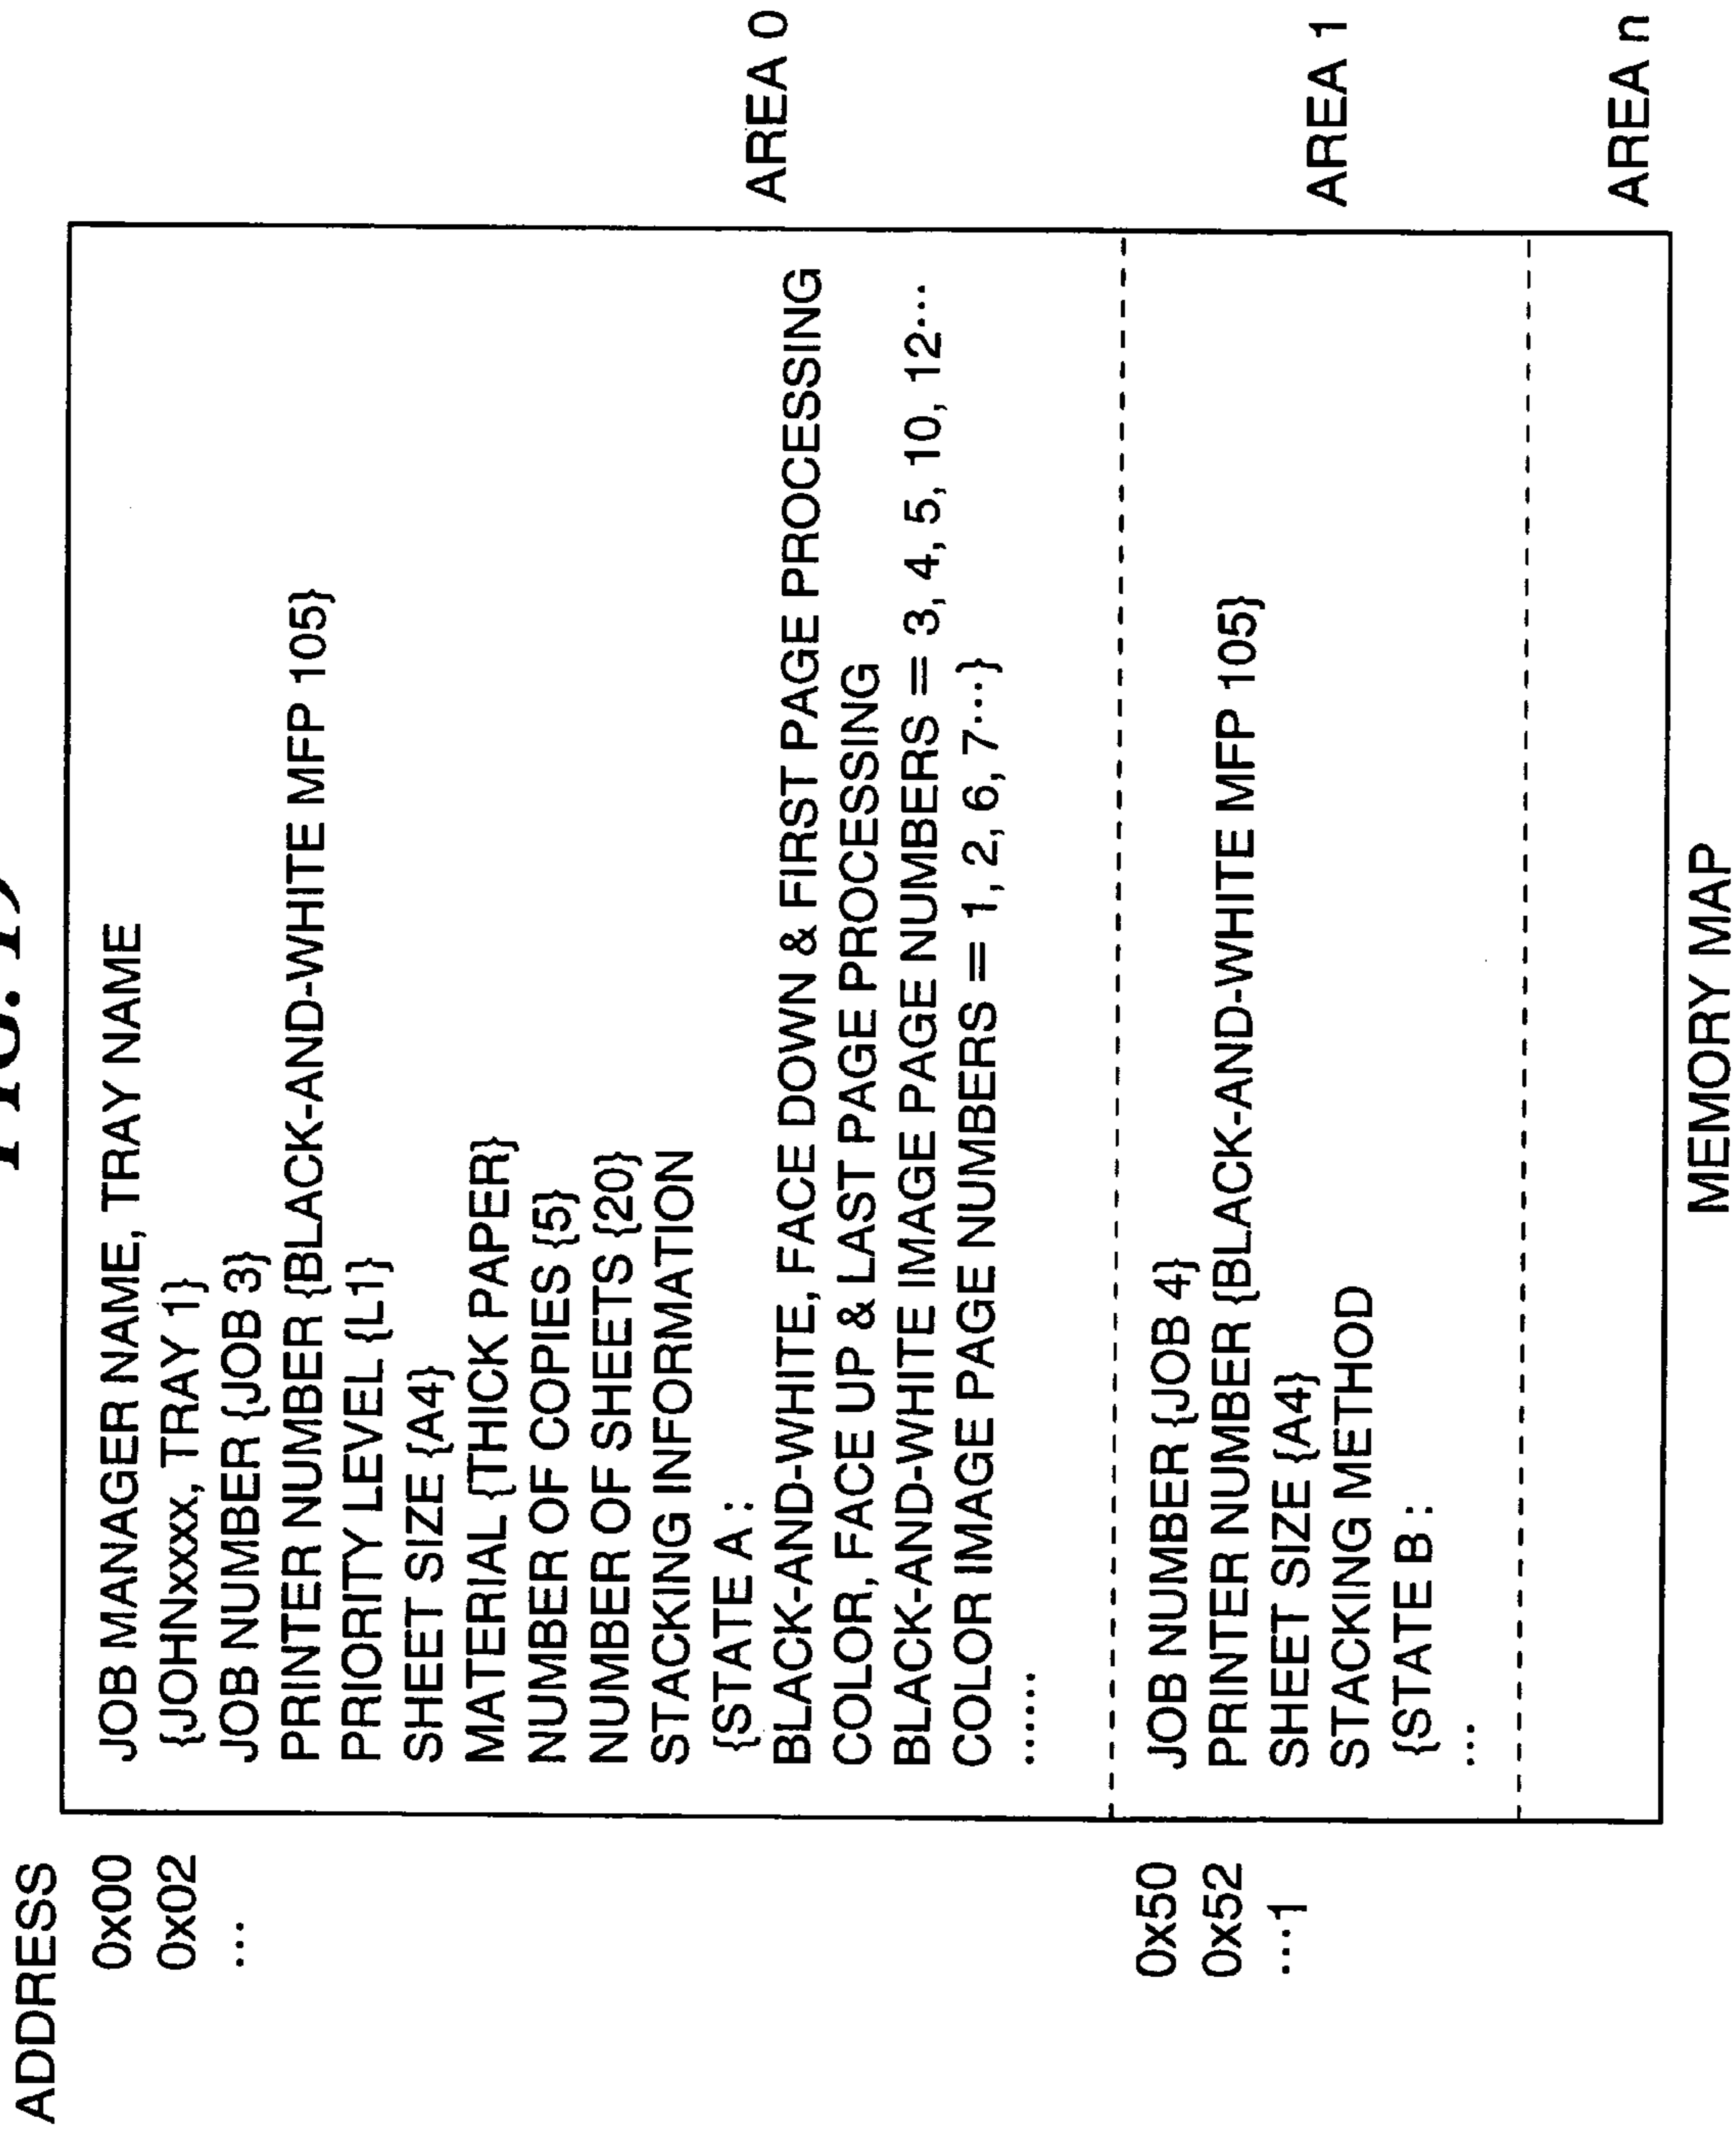 ADDRESS
0x00 JOB MANAGER NAME, TRAY NAME
0x02 {JOHNxxxx, TRAY 1}
... JOB NUMBER {JOB 3}
PRINTER NUMBER {BLACK-AND-WHITE MFP 105}
PRIORITY LEVEL {L1}
SHEET SIZE {A4}
MATERIAL {THICK PAPER}
NUMBER OF COPIES {5}
NUMBER OF SHEETS {20}
STACKING INFORMATION
{STATE A :
AREA 0
BLACK-AND-WHITE, FACE DOWN & FIRST PAGE PROCESSING
COLOR, FACE UP & LAST PAGE PROCESSING
BLACK-AND-WHITE IMAGE PAGE NUMBERS = 3, 4, 5, 10, 12...
COLOR IMAGE PAGE NUMBERS = 1, 2, 6, 7...}
......
0x50 JOB NUMBER {JOB 4}
0x52 PRINTER NUMBER {BLACK-AND-WHITE MFP 105}
...1 SHEET SIZE {A4}
AREA 1
STACKING METHOD
{STATE B :
...
AREA n
MEMORY MAP